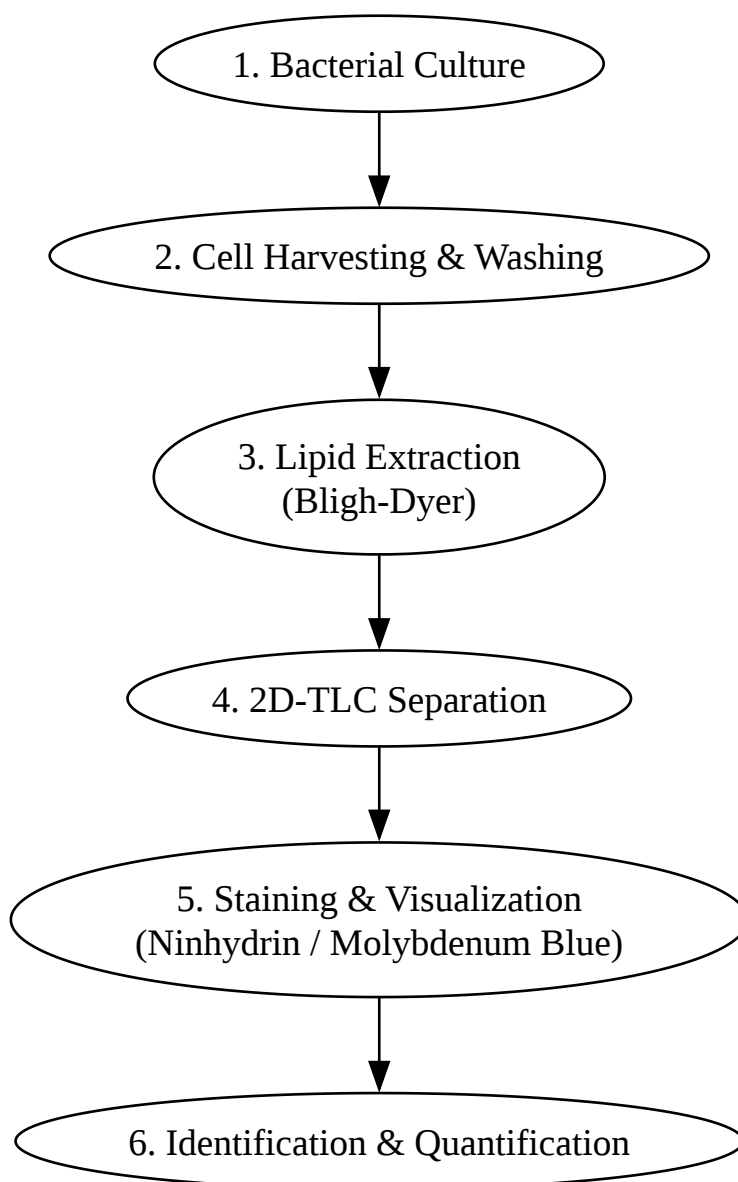 1. Bacterial Culture
2. Cell Harvesting & Washing
3. Lipid Extraction
(Bligh-Dyer)
4. 2D-TLC Separation
5. Staining & Visualization
(Ninhydrin / Molybdenum Blue)
6. Identification & Quantification